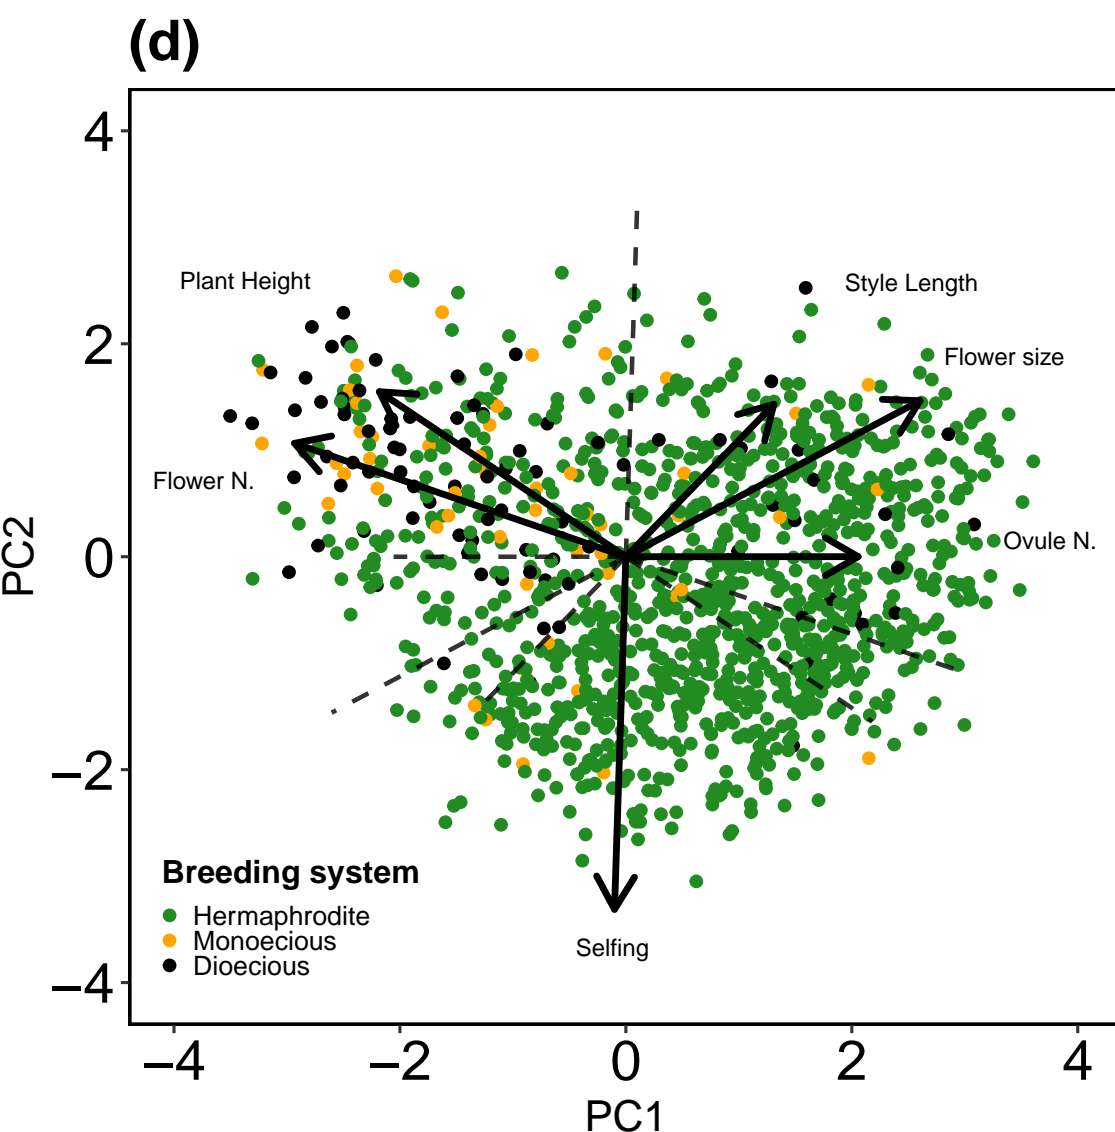 (d)
4
Plant Height
Style Length
2
Flower size
Flower N.
Ovule N.
PC2
0
−2
Breeding system
Hermaphrodite
Monoecious
Dioecious
Selfing
−4
−4 −2 0 2 4
PC1